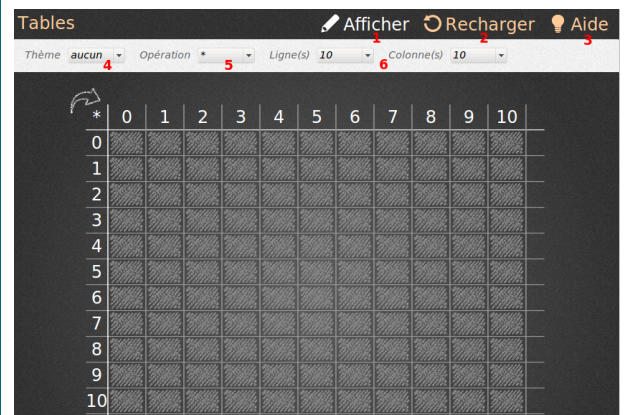 Tables Afficher Recharger Aide
1 2 3
Thème aucun Opération * Ligne(s) 10 Colonne(s) 10
4 5 6
* 0 1 2 3 4 5 6 7 8 9 10
0
1
2
3
4
5
6
7
8
9
10